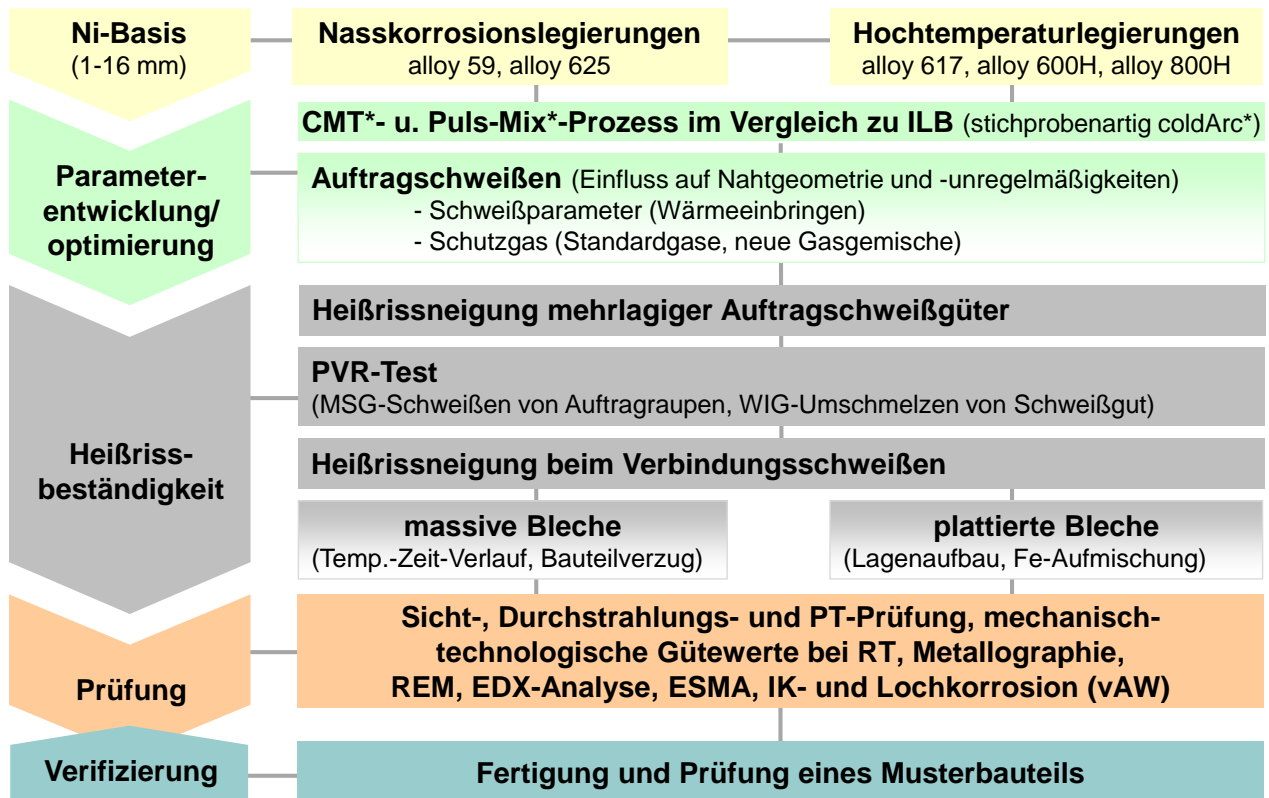 Ni-Basis
(1-16 mm)
Nasskorrosionslegierungen
alloy 59, alloy 625
Hochtemperaturlegierungen
alloy 617, alloy 600H, alloy 800H
Parameter-
entwicklung/
optimierung
CMT*- u. Puls-Mix*-Prozess im Vergleich zu ILB (stichprobenartig coldArc*)
Auftragschweißen (Einfluss auf Nahtgeometrie und -unregelmäßigkeiten)
- Schweißparameter (Wärmeeinbringen)
- Schutzgas (Standardgase, neue Gasgemische)
Heißriss-
beständigkeit
Heißrissneigung mehrlagiger Auftragschweißgüter
PVR-Test
(MSG-Schweißen von Auftragraupen, WIG-Umschmelzen von Schweißgut)
Heißrissneigung beim Verbindungsschweißen
massive Bleche
(Temp.-Zeit-Verlauf, Bauteilverzug)
plattierte Bleche
(Lagenaufbau, Fe-Aufmischung)
Prüfung
Sicht-, Durchstrahlungs- und PT-Prüfung, mechanisch-
technologische Gütewerte bei RT, Metallographie,
REM, EDX-Analyse, ESMA, IK- und Lochkorrosion (vAW)
Verifizierung
Fertigung und Prüfung eines Musterbauteils